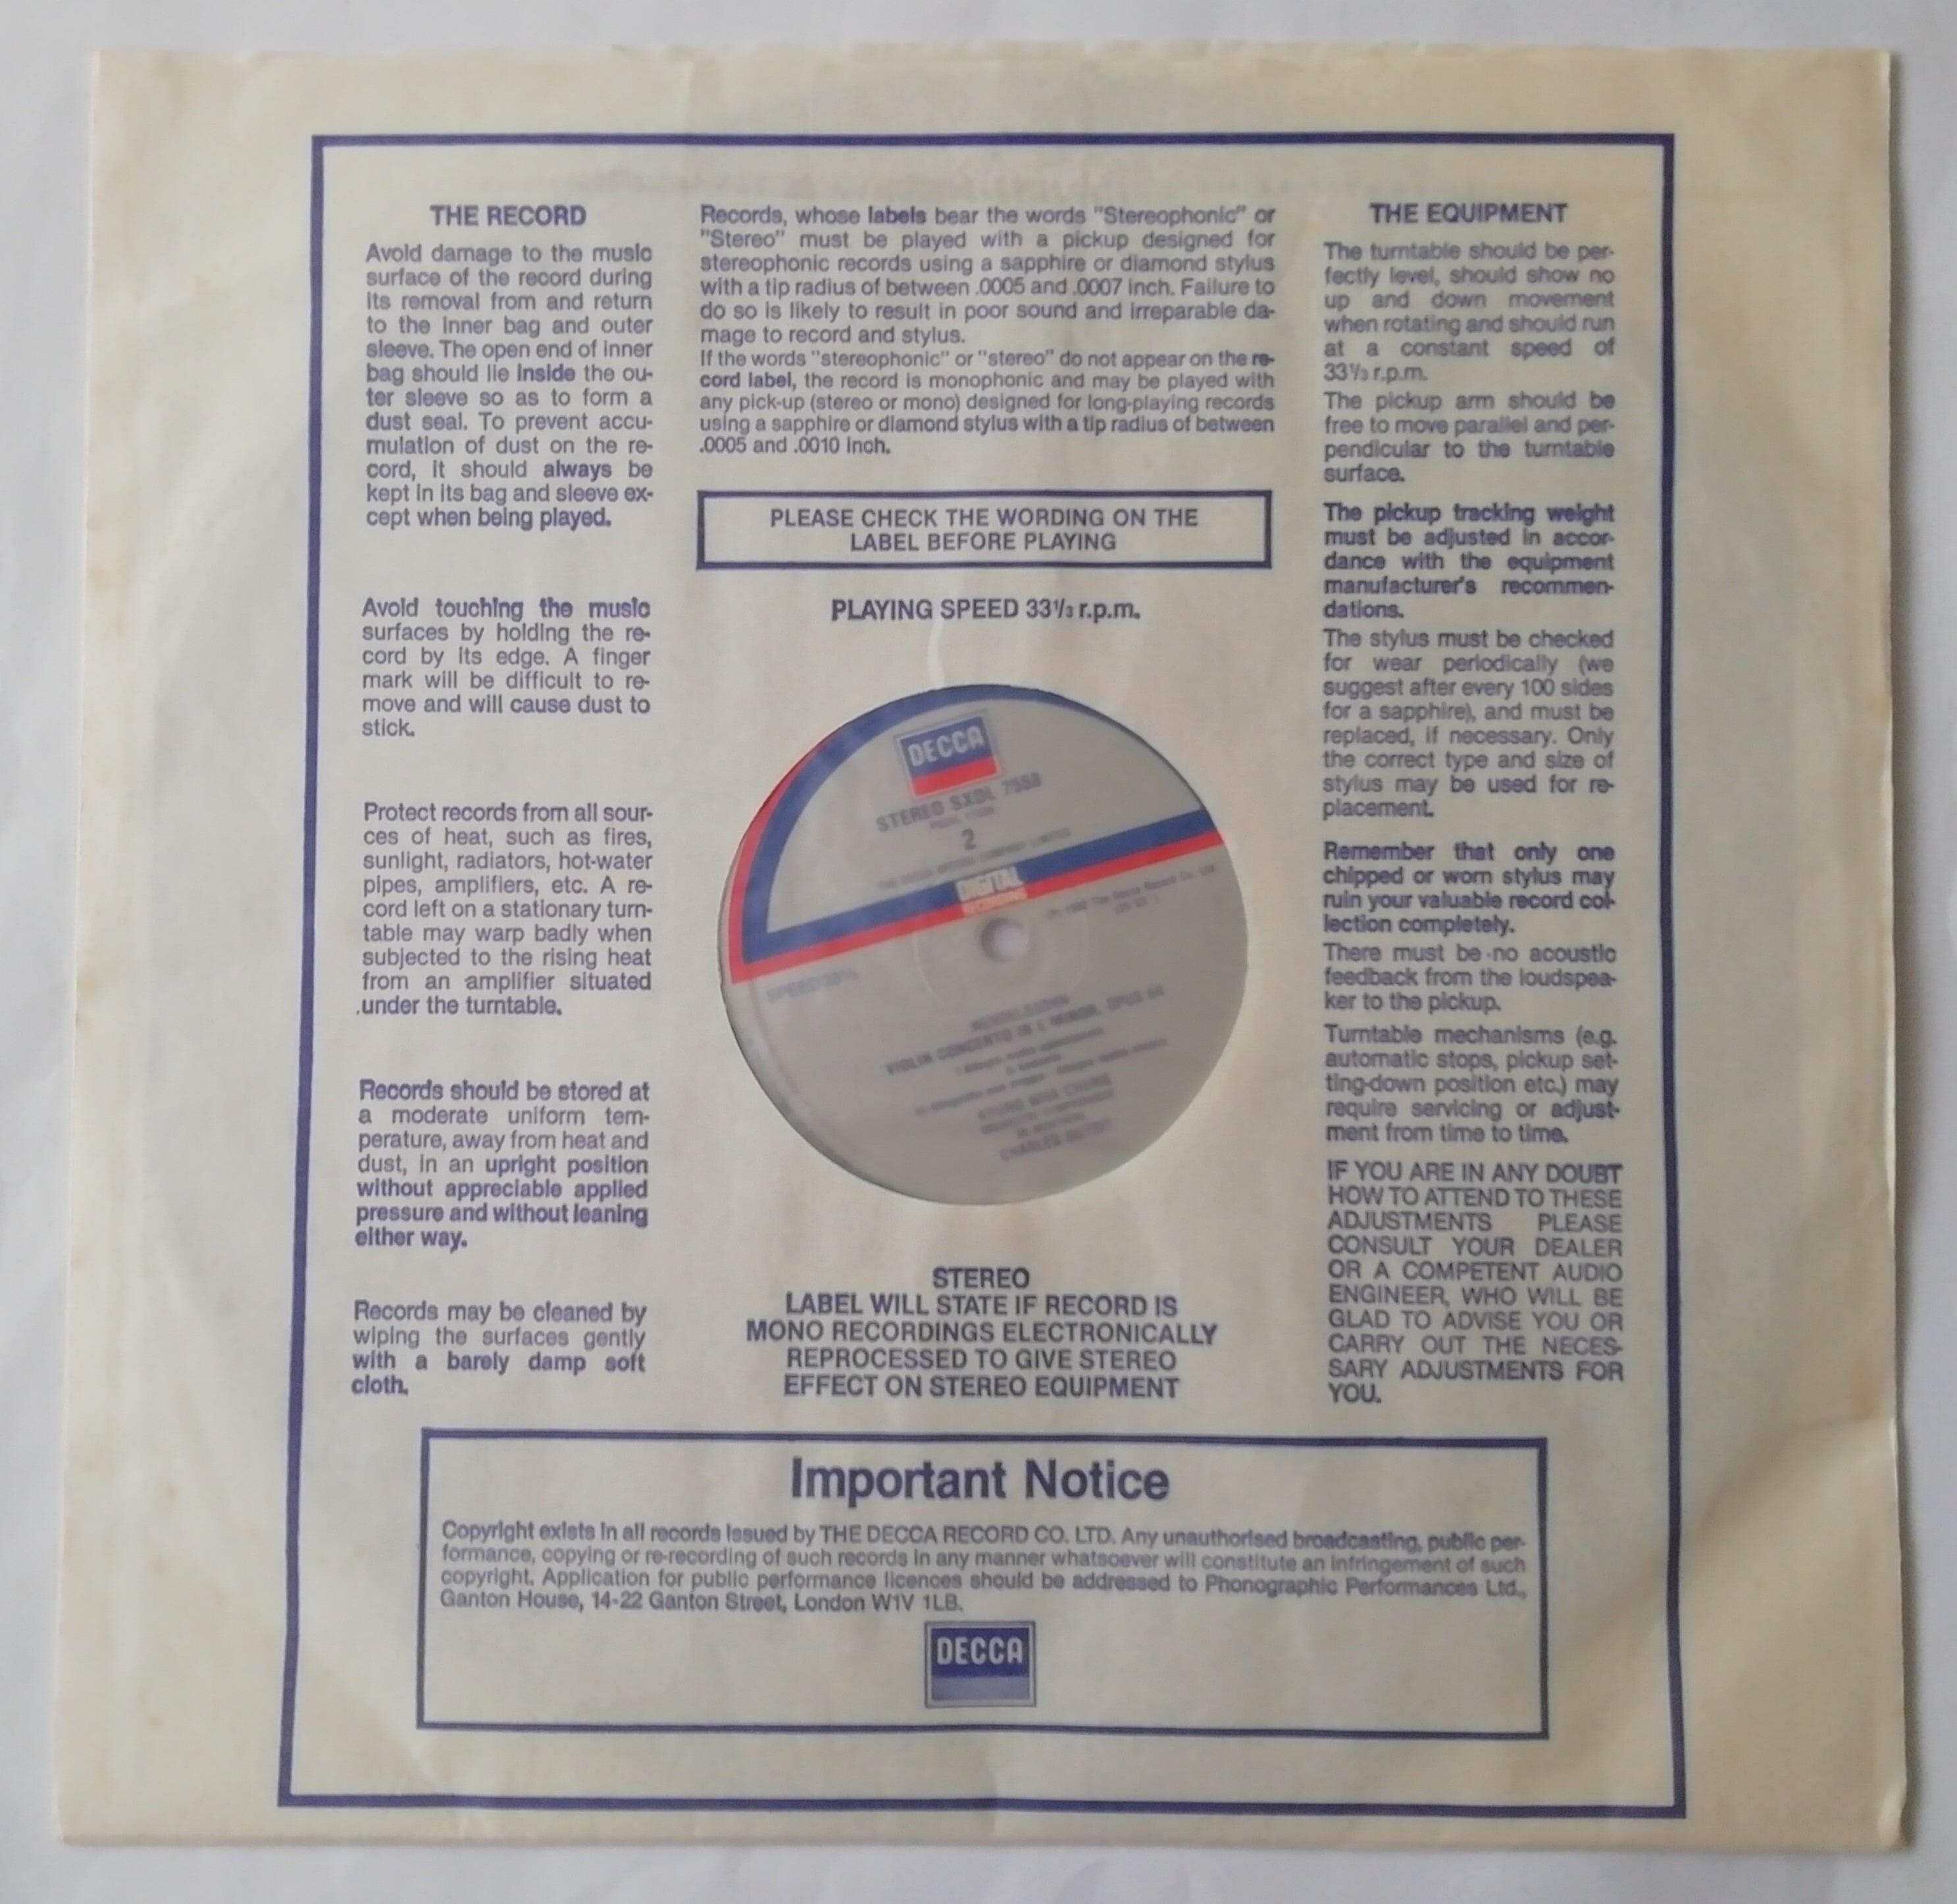 THE RECORD
Avoid damage to the music
surface of the record during
its removal from and return
to the inner bag and outer
sleeve. The open end of inner
bag should lie inside the ou-
ter sleeve so as to form a
dust seal. To prevent accu-
mulation of dust on the re-
cord, it should always be
kept in its bag and sleeve ex-
cept when being played.
Avoid touching the music
surfaces by holding the re-
cord by its edge. A finger
mark will be difficult to re-
move and will cause dust to
stick.
Protect records from all sour-
ces of heat, such as fires,
sunlight, radiators, hot-water
pipes, amplifiers, etc. A re-
cord left on a stationary turn-
table may warp badly when
subjected to the rising heat
from an amplifier situated
under the turntable.
Records should be stored at
a moderate uniform tem-
perature, away from heat and
dust, in an upright position
without appreciable applied
pressure and without leaning
either way.
Records may be cleaned by
wiping the surfaces gently
with a barely damp soft
cloth.
Records, whose labels bear the words "Stereophonic" or
"Stereo" must be played with a pickup designed for
stereophonic records using a sapphire or diamond stylus
with a tip radius of between .0005 and .0007 inch. Failure to
do so is likely to result in poor sound and irreparable da-
mage to record and stylus.
If the words "stereophonic" or "stereo" do not appear on the re-
cord label, the record is monophonic and may be played with
any pick-up (stereo or mono) designed for long-playing records
using a sapphire or diamond stylus with a tip radius of between
.0005 and .0010 inch.
PLEASE CHECK THE WORDING ON THE
LABEL BEFORE PLAYING
PLAYING SPEED 33⅓ r.p.m.
DECCA
STEREO SXDL 7558
2
DIGITAL
RECORDING
MENDELSSOHN
VIOLIN CONCERTO IN E MINOR, OPUS 64
KYUNG WHA CHUNG
CHARLES DUTOIT
STEREO
LABEL WILL STATE IF RECORD IS
MONO RECORDINGS ELECTRONICALLY
REPROCESSED TO GIVE STEREO
EFFECT ON STEREO EQUIPMENT
THE EQUIPMENT
The turntable should be per-
fectly level, should show no
up and down movement
when rotating and should run
at a constant speed of
33⅓ r.p.m.
The pickup arm should be
free to move parallel and per-
pendicular to the turntable
surface.
The pickup tracking weight
must be adjusted in accor-
dance with the equipment
manufacturer's recommen-
dations.
The stylus must be checked
for wear periodically (we
suggest after every 100 sides
for a sapphire), and must be
replaced, if necessary. Only
the correct type and size of
stylus may be used for re-
placement.
Remember that only one
chipped or worn stylus may
ruin your valuable record col-
lection completely.
There must be no acoustic
feedback from the loudspea-
ker to the pickup.
Turntable mechanisms (e.g.
automatic stops, pickup set-
ting-down position etc.) may
require servicing or adjust-
ment from time to time.
IF YOU ARE IN ANY DOUBT
HOW TO ATTEND TO THESE
ADJUSTMENTS PLEASE
CONSULT YOUR DEALER
OR A COMPETENT AUDIO
ENGINEER, WHO WILL BE
GLAD TO ADVISE YOU OR
CARRY OUT THE NECES-
SARY ADJUSTMENTS FOR
YOU.
Important Notice
Copyright exists in all records issued by THE DECCA RECORD CO. LTD. Any unauthorised broadcasting, public per-
formance, copying or re-recording of such records in any manner whatsoever will constitute an infringement of such
copyright. Application for public performance licences should be addressed to Phonographic Performances Ltd.,
Ganton House, 14-22 Ganton Street, London W1V 1LB.
DECCA